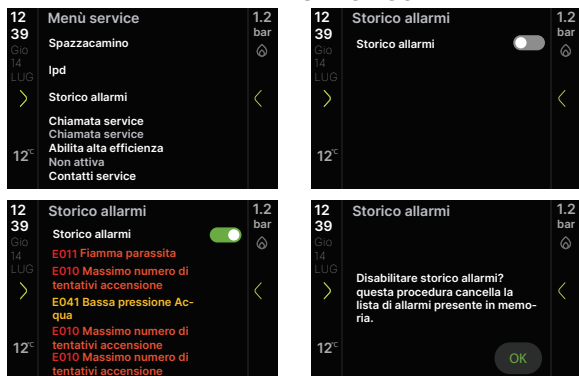 12
39
Gio
14
LUG
12°C
Menù service
Spazzacamino
Ipd
Storico allarmi
Chiamata service
Chiamata service
Abilita alta efficienza
Non attiva
Contatti service
1.2
bar
12
39
Gio
14
LUG
12°C
Storico allarmi
Storico allarmi
1.2
bar
12
39
Gio
14
LUG
12°C
Storico allarmi
Storico allarmi
E011 Fiamma parassita
E010 Massimo numero di
tentativi accensione
E041 Bassa pressione Ac-
qua
E010 Massimo numero di
tentativi accensione
E010 Massimo numero di
tentativi accensione
1.2
bar
12
39
Gio
14
LUG
12°C
Storico allarmi
Disabilitare storico allarmi?
questa procedura cancella la
lista di allarmi presente in memo-
ria.
OK
1.2
bar